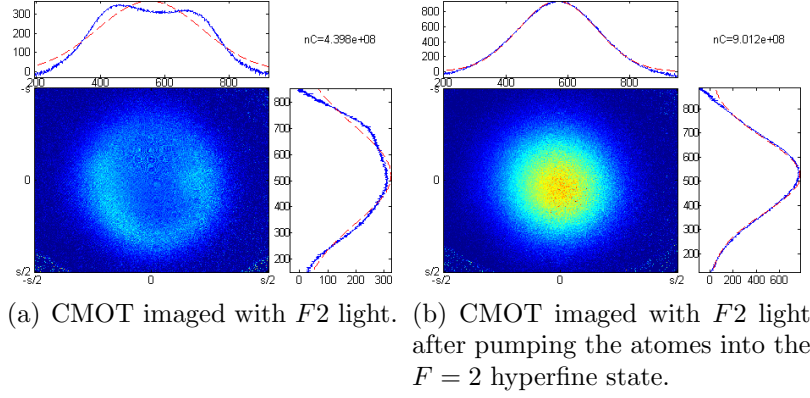 300
200
100
0
200 400 600 800
nC=4.398e+08
-s
0
s/2
-s/2 0 s/2
800
700
600
500
400
300
200
0 100 200 300
800
600
400
200
0
200 400 600 800
nC=9.012e+08
-s
0
s/2
-s/2 0 s/2
800
700
600
500
400
300
200
0 200 400 600
(a) CMOT imaged with F2 light.
(b) CMOT imaged with F2 light
after pumping the atomes into the
F = 2 hyperfine state.